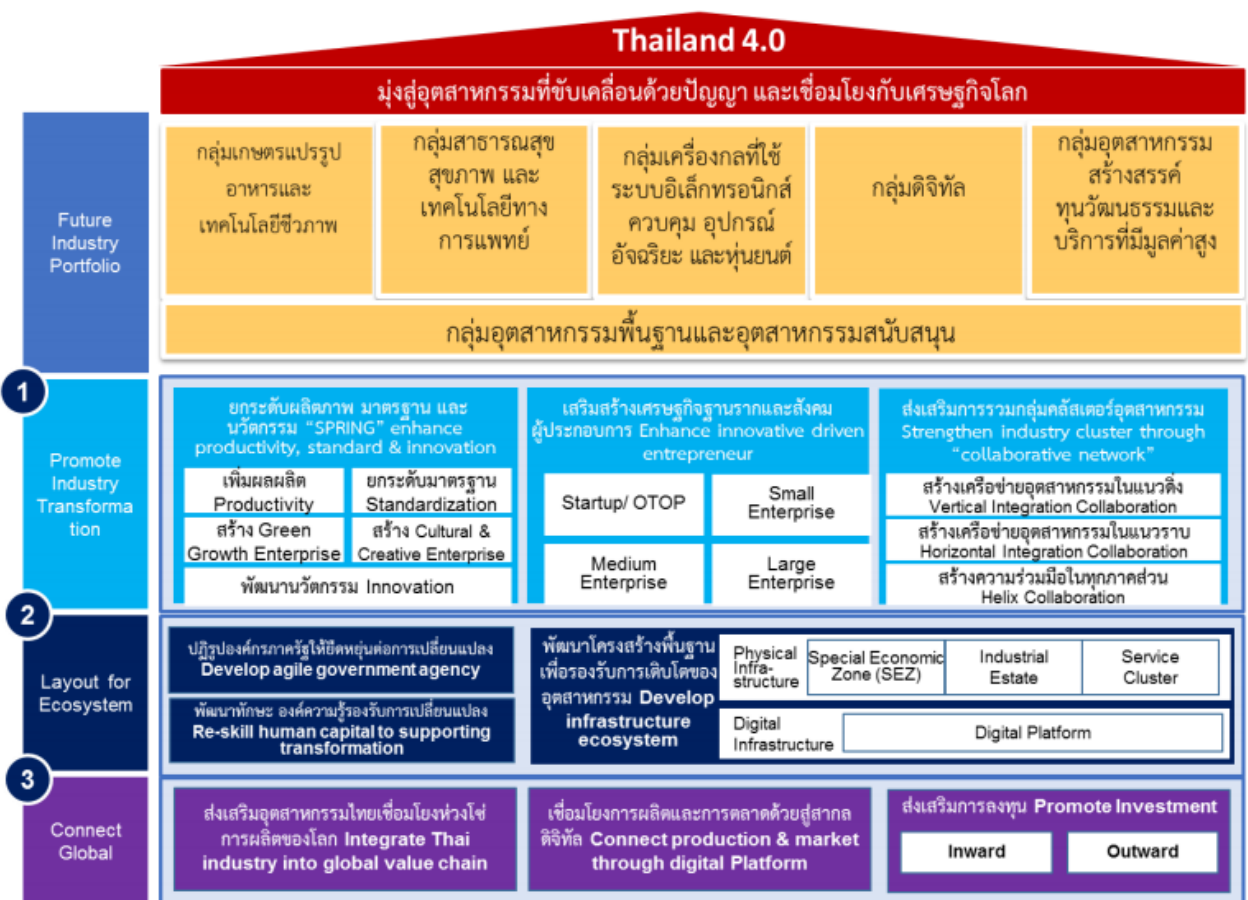 Thailand 4.0
มุ่งสู่อุตสาหกรรมที่ขับเคลื่อนด้วยปัญญา และเชื่อมโยงกับเศรษฐกิจโลก
Future
Industry
Portfolio
กลุ่มเกษตรแปรรูป
อาหารและ
เทคโนโลยีชีวภาพ
กลุ่มสาธารณสุข
สุขภาพ และ
เทคโนโลยีทาง
การแพทย์
กลุ่มเครื่องกลที่ใช้
ระบบอิเล็กทรอนิกส์
ควบคุม อุปกรณ์
อัจฉริยะ และหุ่นยนต์
กลุ่มดิจิทัล
กลุ่มอุตสาหกรรม
สร้างสรรค์
ทุนวัฒนธรรมและ
บริการที่มีมูลค่าสูง
กลุ่มอุตสาหกรรมพื้นฐานและอุตสาหกรรมสนับสนุน
1
Promote
Industry
Transforma
tion
ยกระดับผลิตภาพ มาตรฐาน และ
นวัตกรรม "SPRING" enhance
productivity, standard & innovation
เพิ่มผลผลิต
Productivity
ยกระดับมาตรฐาน
Standardization
สร้าง Green
Growth Enterprise
สร้าง Cultural &
Creative Enterprise
พัฒนานวัตกรรม Innovation
เสริมสร้างเศรษฐกิจฐานรากและสังคม
ผู้ประกอบการ Enhance innovative driven
entrepreneur
Startup/ OTOP
Small
Enterprise
Medium
Enterprise
Large
Enterprise
ส่งเสริมการรวมกลุ่มคลัสเตอร์อุตสาหกรรม
Strengthen industry cluster through
"collaborative network"
สร้างเครือข่ายอุตสาหกรรมในแนวดิ่ง
Vertical Integration Collaboration
สร้างเครือข่ายอุตสาหกรรมในแนวราบ
Horizontal Integration Collaboration
สร้างความร่วมมือในทุกภาคส่วน
Helix Collaboration
2
Layout for
Ecosystem
ปฏิรูปองค์กรภาครัฐให้ยืดหยุ่นต่อการเปลี่ยนแปลง
Develop agile government agency
พัฒนาทักษะ องค์ความรู้รองรับการเปลี่ยนแปลง
Re-skill human capital to supporting
transformation
พัฒนาโครงสร้างพื้นฐาน
เพื่อรองรับการเติบโตของ
อุตสาหกรรม Develop
infrastructure
ecosystem
Physical
Infra-
structure
Special Economic
Zone (SEZ)
Industrial
Estate
Service
Cluster
Digital
Infrastructure
Digital Platform
3
Connect
Global
ส่งเสริมอุตสาหกรรมไทยเชื่อมโยงห่วงโซ่
การผลิตของโลก Integrate Thai
industry into global value chain
เชื่อมโยงการผลิตและการตลาดด้วยสู่สากล
ดิจิทัล Connect production & market
through digital Platform
ส่งเสริมการลงทุน Promote Investment
Inward
Outward